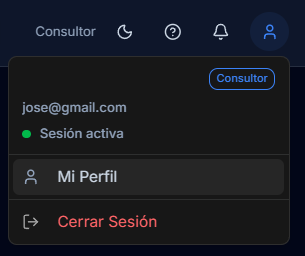 Consultor
Consultor
jose@gmail.com
Sesión activa
Mi Perfil
Cerrar Sesión